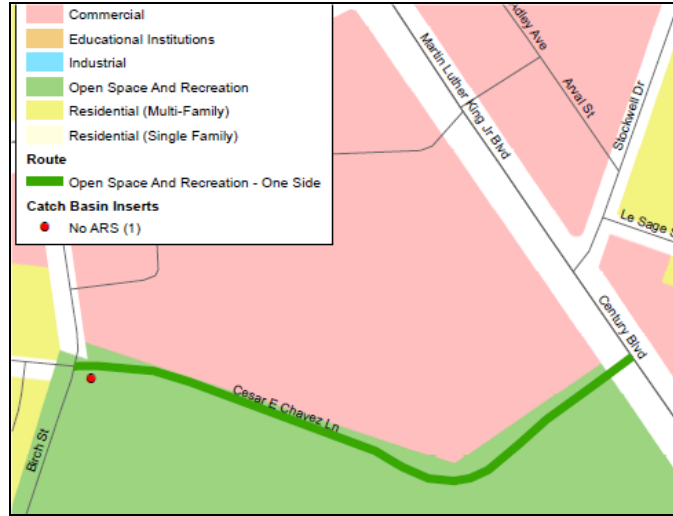 Commercial
Educational Institutions
Industrial
Open Space And Recreation
Residential (Multi-Family)
Residential (Single Family)
Route
Open Space And Recreation - One Side
Catch Basin Inserts
No ARS (1)
Martin Luther King Jr Blvd
dley Ave
Arval St
Stockwell Dr
Le Sage S
Century Blvd
Cesar E Chavez Ln
Birch St